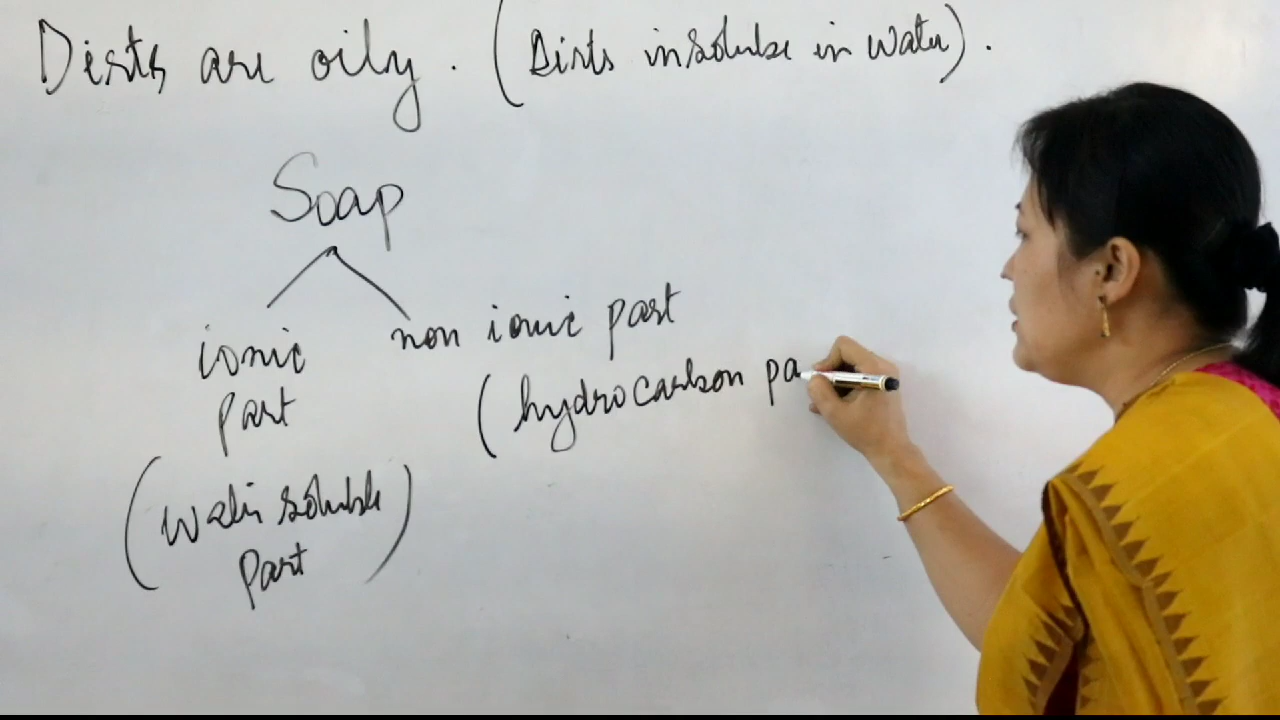 Dirts are oily. (Dirts insoluble in water).
Soap
ionic part
non ionic part
(hydrocarbon pa
(Water soluble
part)